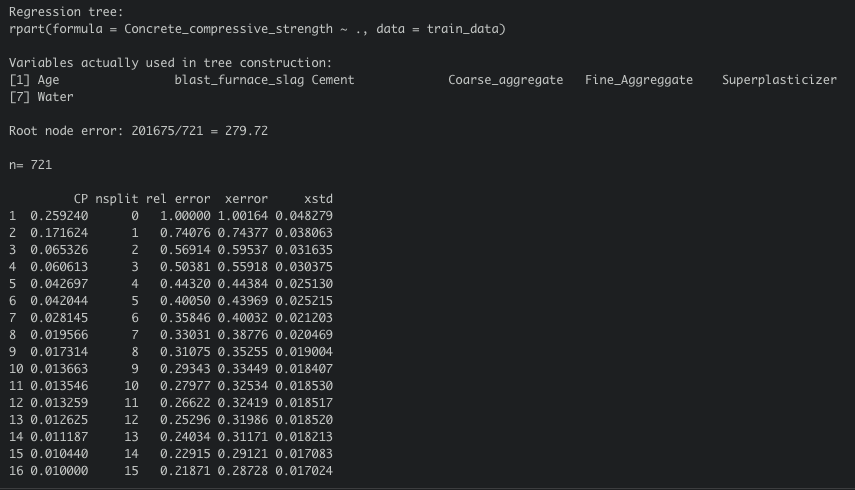 Regression tree:
rpart(formula = Concrete_compressive_strength ~ ., data = train_data)
Variables actually used in tree construction:
[1] Age blast_furnace_slag Cement Coarse_aggregate Fine_Aggreggate Superplasticizer
[7] Water
Root node error: 201675/721 = 279.72
n= 721
CP nsplit rel error xerror xstd
1 0.259240 0 1.00000 1.00164 0.048279
2 0.171624 1 0.74076 0.74377 0.038063
3 0.065326 2 0.56914 0.59537 0.031635
4 0.060613 3 0.50381 0.55918 0.030375
5 0.042697 4 0.44320 0.44384 0.025130
6 0.042044 5 0.40050 0.43969 0.025215
7 0.028145 6 0.35846 0.40032 0.021203
8 0.019566 7 0.33031 0.38776 0.020469
9 0.017314 8 0.31075 0.35255 0.019004
10 0.013663 9 0.29343 0.33449 0.018407
11 0.013546 10 0.27977 0.32534 0.018530
12 0.013259 11 0.26622 0.32419 0.018517
13 0.012625 12 0.25296 0.31986 0.018520
14 0.011187 13 0.24034 0.31171 0.018213
15 0.010440 14 0.22915 0.29121 0.017083
16 0.010000 15 0.21871 0.28728 0.017024